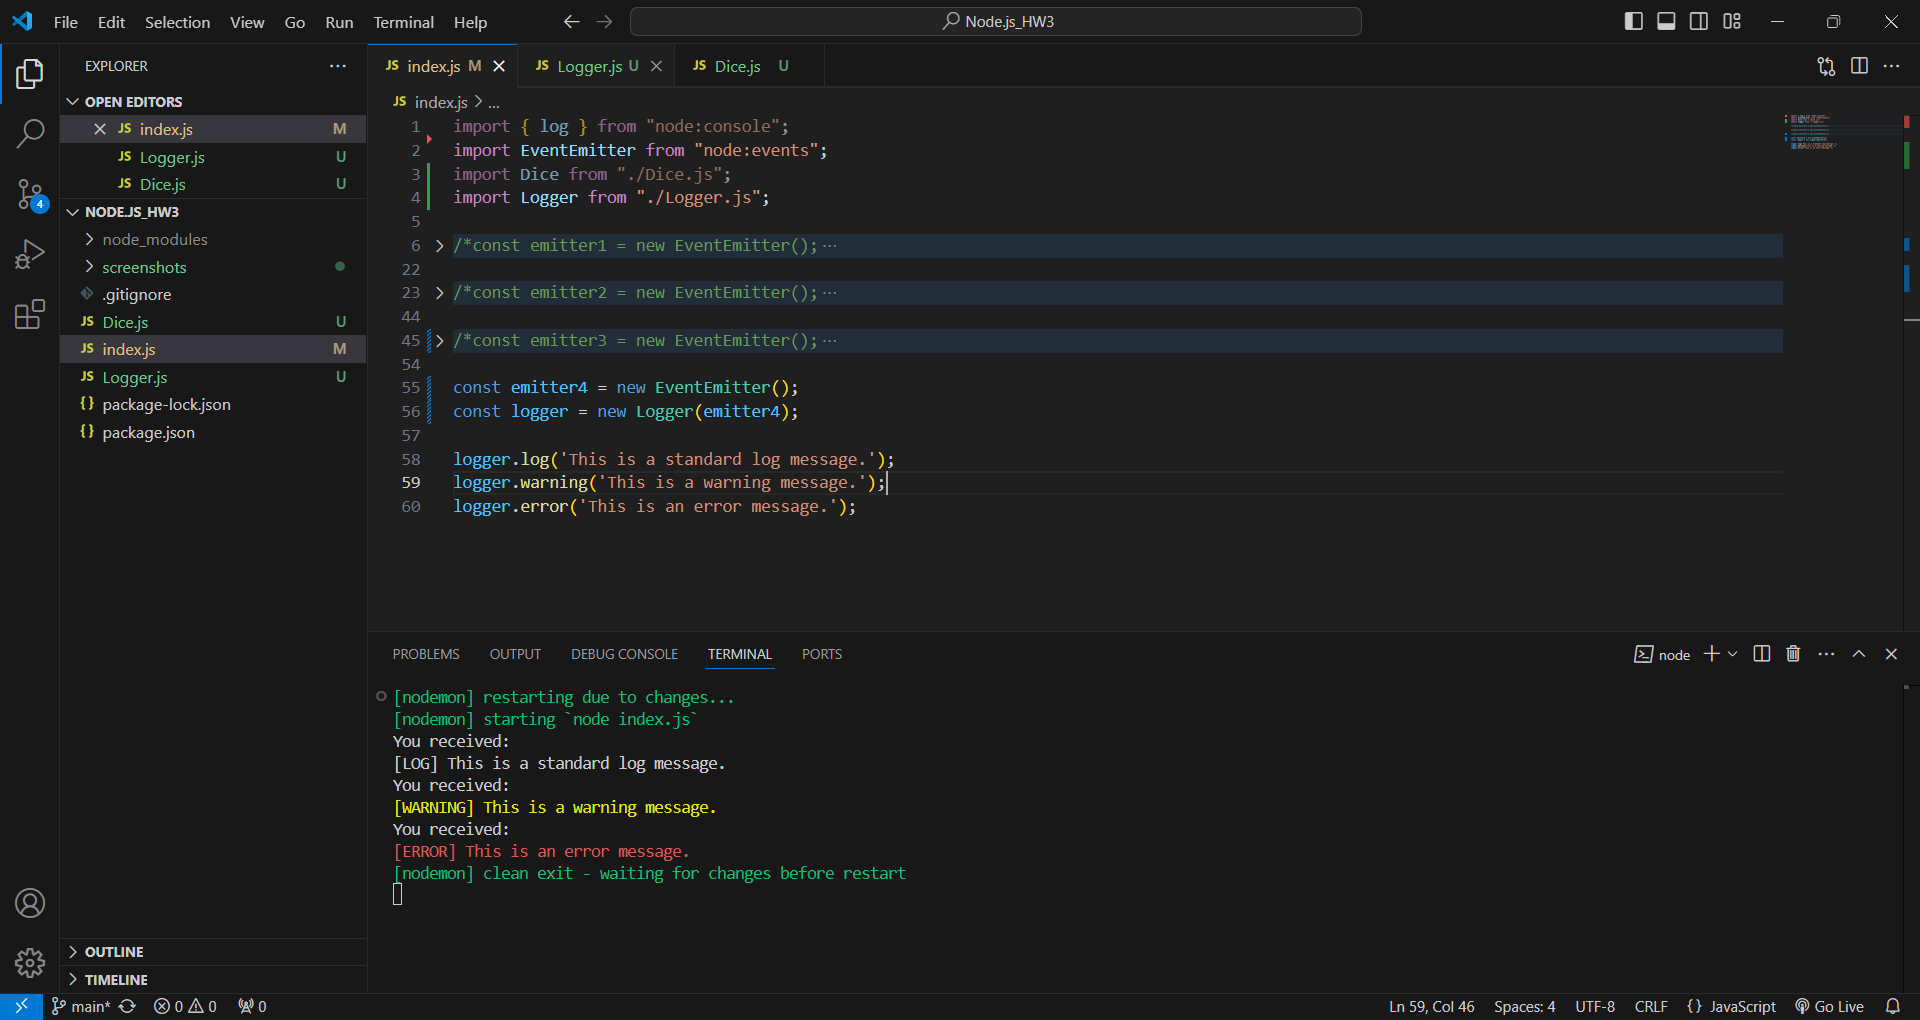 File Edit Selection View Go Run Terminal Help
Node.js_HW3
EXPLORER
OPEN EDITORS
JS index.js M
JS Logger.js U
JS Dice.js U
NODE.JS_HW3
node_modules
screenshots
.gitignore
JS Dice.js U
JS index.js M
JS Logger.js U
{} package-lock.json
{} package.json
OUTLINE
TIMELINE
4
JS index.js M
JS Logger.js U
JS Dice.js U
JS index.js > ...
1 import { log } from "node:console";
2 import EventEmitter from "node:events";
3 import Dice from "./Dice.js";
4 import Logger from "./Logger.js";
5
6 /*const emitter1 = new EventEmitter();···
22
23 /*const emitter2 = new EventEmitter();···
44
45 /*const emitter3 = new EventEmitter();···
54
55 const emitter4 = new EventEmitter();
56 const logger = new Logger(emitter4);
57
58 logger.log('This is a standard log message.');
59 logger.warning('This is a warning message.');
60 logger.error('This is an error message.');
PROBLEMS OUTPUT DEBUG CONSOLE TERMINAL PORTS
node
[nodemon] restarting due to changes...
[nodemon] starting `node index.js`
You received:
[LOG] This is a standard log message.
You received:
[WARNING] This is a warning message.
You received:
[ERROR] This is an error message.
[nodemon] clean exit - waiting for changes before restart
main* 0 0 0
Ln 59, Col 46 Spaces: 4 UTF-8 CRLF {} JavaScript Go Live